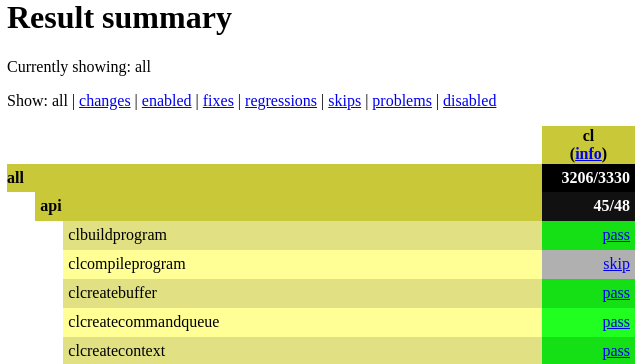 Result summary
Currently showing: all
Show: all | changes | enabled | fixes | regressions | skips | problems | disabled
cl
(info)
all 3206/3330
api 45/48
clbuildprogram pass
clcompileprogram skip
clcreatebuffer pass
clcreatecommandqueue pass
clcreatecontext pass